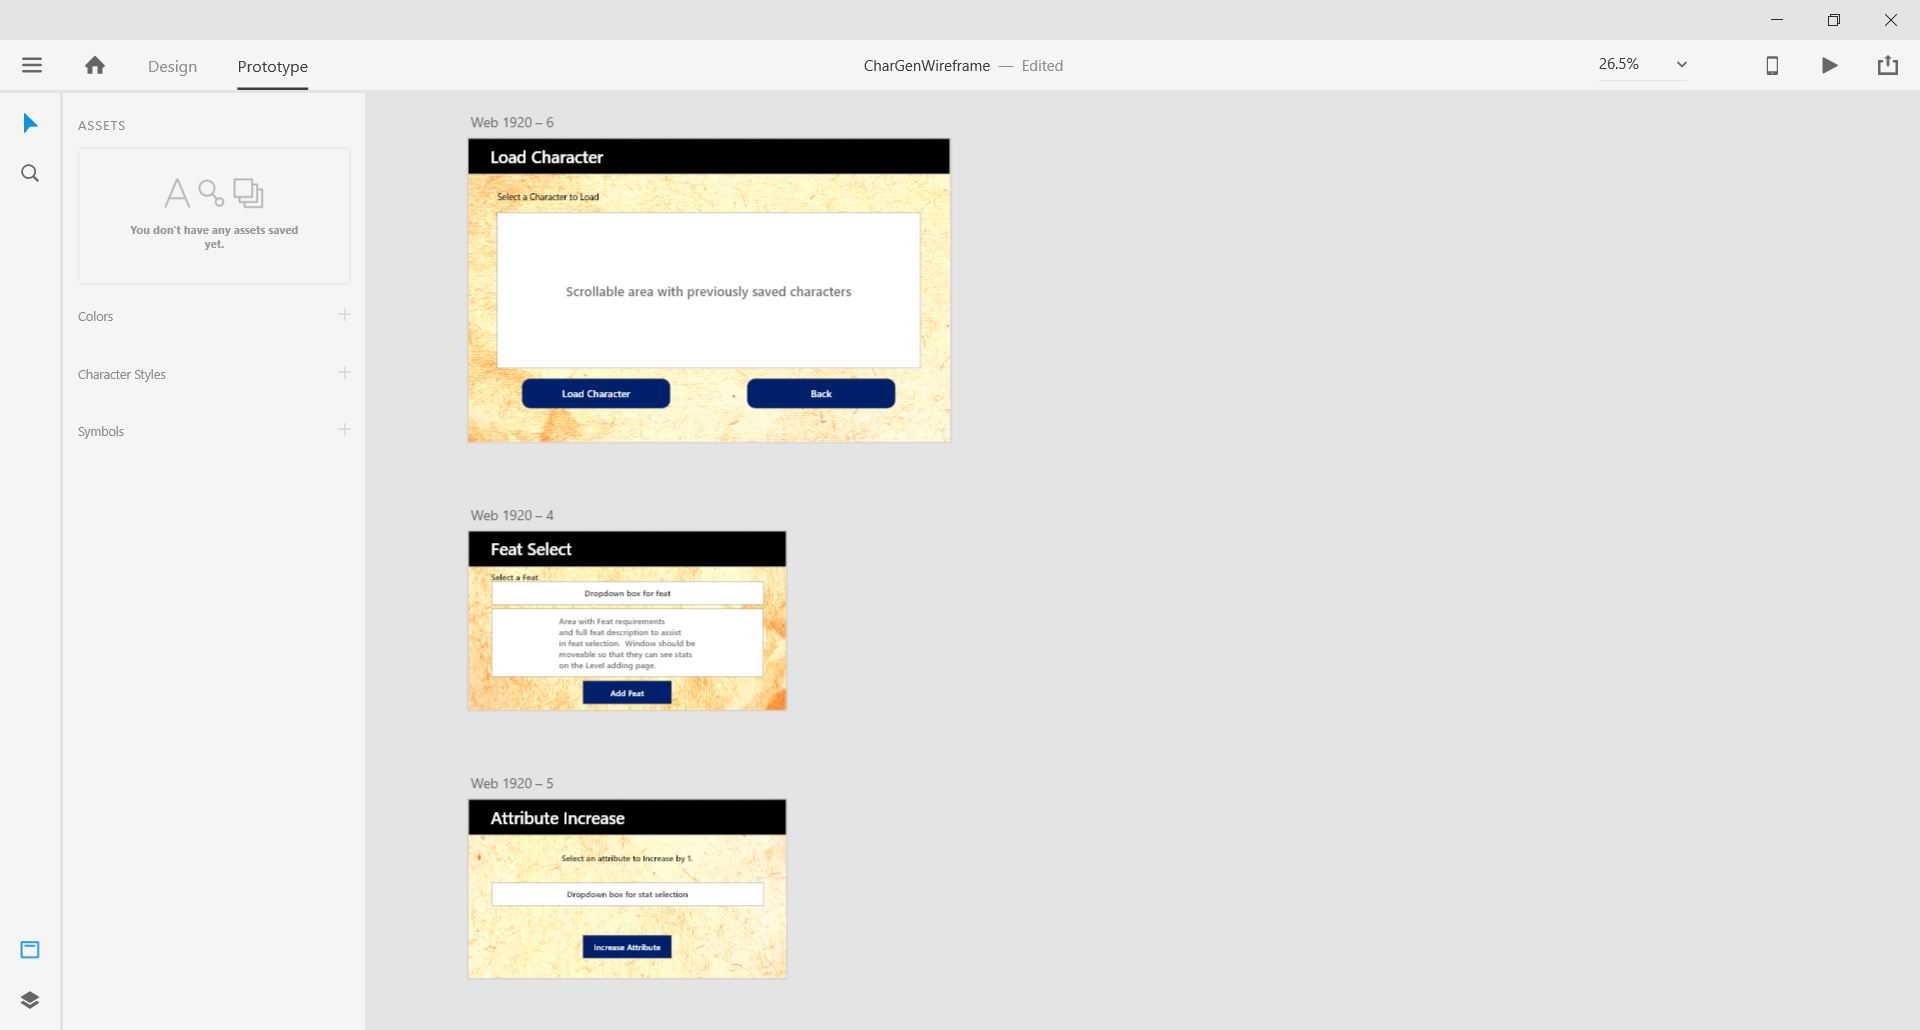 Design
Prototype
CharGenWireframe — Edited
26.5%
ASSETS
You don't have any assets saved
yet.
Colors
Character Styles
Symbols
Web 1920 – 6
Load Character
Select a Character to Load
Scrollable area with previously saved characters
Load Character
Back
Web 1920 – 4
Feat Select
Select a Feat
Dropdown box for feat
Area with Feat requirements
and full feat description to assist
in feat selection. Window should be
moveable so that they can see stats
on the Level adding page.
Add Feat
Web 1920 – 5
Attribute Increase
Select an attribute to Increase by 1.
Dropdown box for stat selection
Increase Attribute